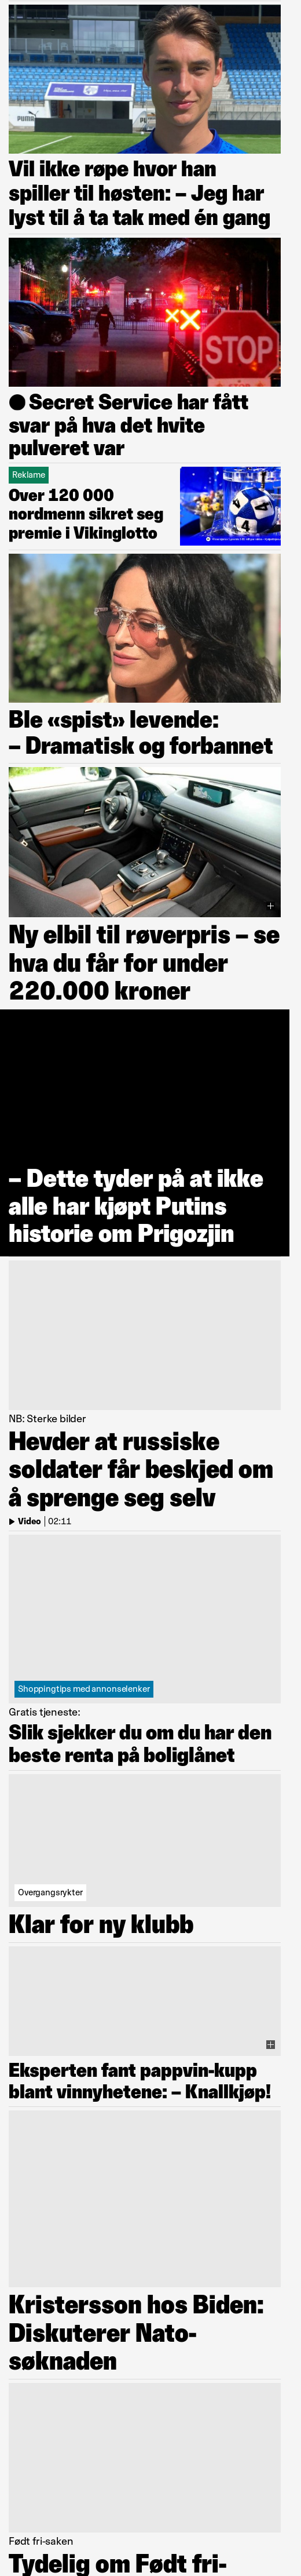 Vil ikke røpe hvor han
spiller til høsten: – Jeg har
lyst til å ta tak med én gang
STOP
● Secret Service har fått
svar på hva det hvite
pulveret var
Reklame
Over 120 000
nordmenn sikret seg
premie i Vikinglotto
Ble «spist» levende:
– Dramatisk og forbannet
Ny elbil til røverpris – se
hva du får for under
220.000 kroner
– Dette tyder på at ikke
alle har kjøpt Putins
historie om Prigozjin
NB: Sterke bilder
Hevder at russiske
soldater får beskjed om
å sprenge seg selv
Video | 02:11
Shoppingtips med annonselenker
Gratis tjeneste:
Slik sjekker du om du har den
beste renta på boliglånet
Overgangsrykter
Klar for ny klubb
Eksperten fant pappvin-kupp
blant vinnyhetene: – Knallkjøp!
Kristersson hos Biden:
Diskuterer Nato-
søknaden
Født fri-saken
Tydelig om Født fri-